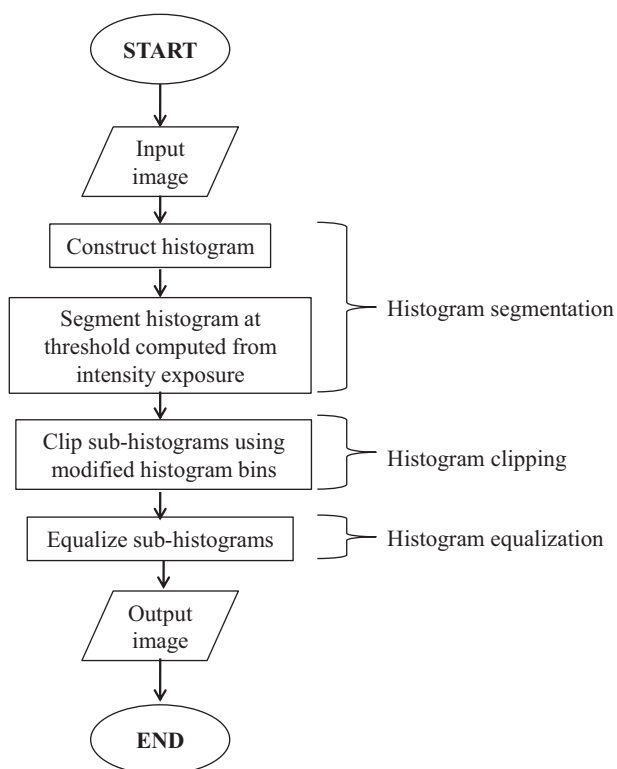 START
Input
image
Construct histogram
Segment histogram at
threshold computed from
intensity exposure
Histogram segmentation
Clip sub-histograms using
modified histogram bins
Histogram clipping
Equalize sub-histograms
Histogram equalization
Output
image
END